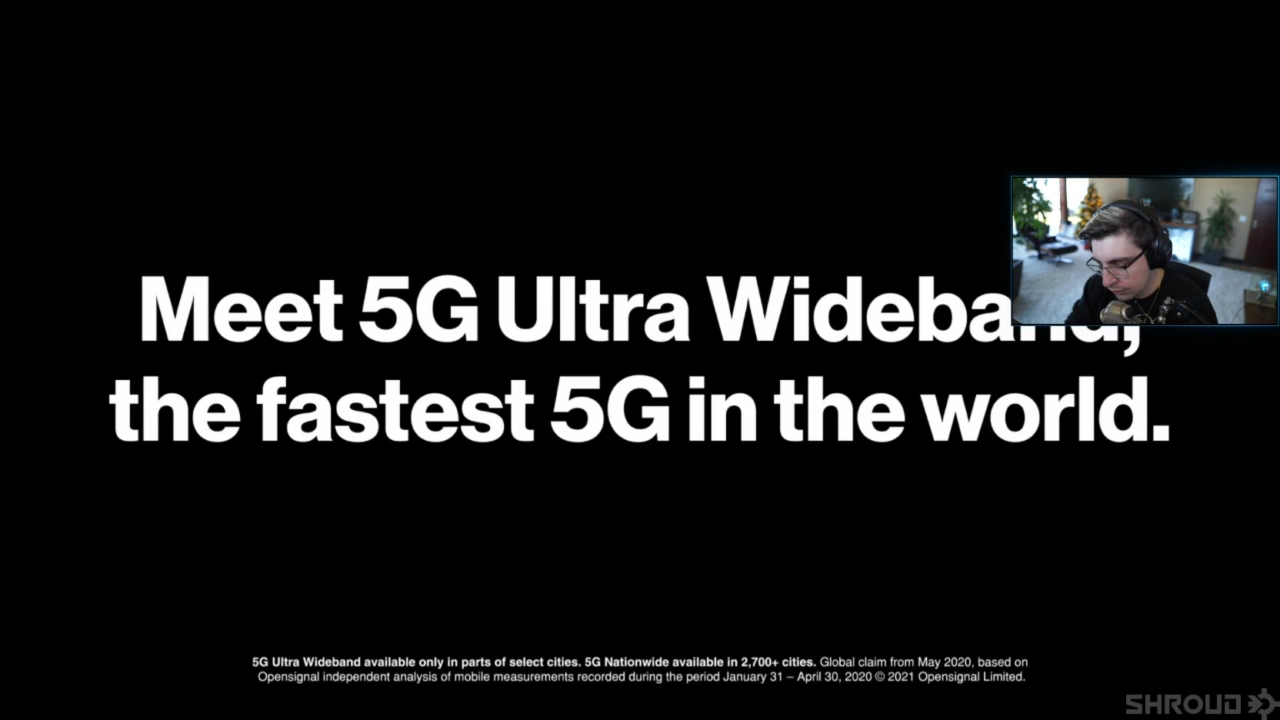 Meet 5G Ultra Wideband,
the fastest 5G in the world.
5G Ultra Wideband available only in parts of select cities. 5G Nationwide available in 2,700+ cities. Global claim from May 2020, based on
Opensignal independent analysis of mobile measurements recorded during the period January 31 – April 30, 2020 © 2021 Opensignal Limited.
SHROUD